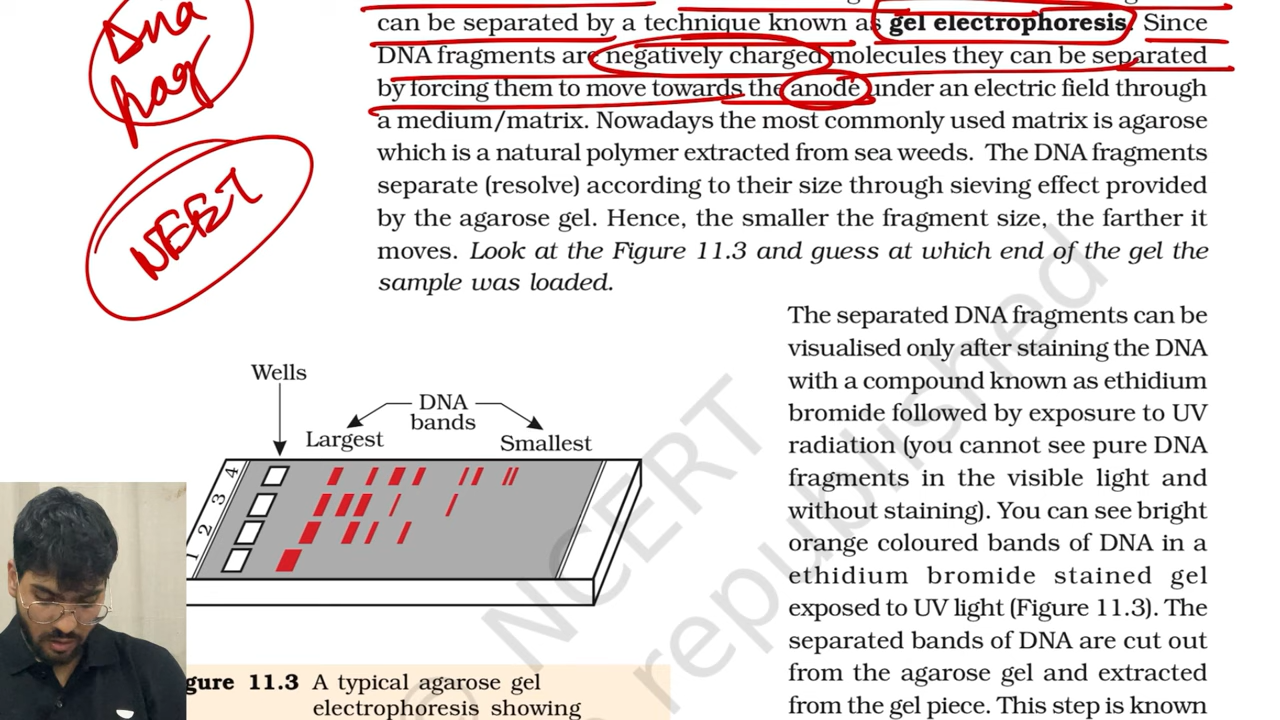 Dna
frag
NEET
can be separated by a technique known as gel electrophoresis. Since
DNA fragments are negatively charged molecules they can be separated
by forcing them to move towards the anode under an electric field through
a medium/matrix. Nowadays the most commonly used matrix is agarose
which is a natural polymer extracted from sea weeds. The DNA fragments
separate (resolve) according to their size through sieving effect provided
by the agarose gel. Hence, the smaller the fragment size, the farther it
moves. Look at the Figure 11.3 and guess at which end of the gel the
sample was loaded.
Wells
DNA
bands
Largest
Smallest
4
3
2
1
gure 11.3 A typical agarose gel
electrophoresis showing
The separated DNA fragments can be
visualised only after staining the DNA
with a compound known as ethidium
bromide followed by exposure to UV
radiation (you cannot see pure DNA
fragments in the visible light and
without staining). You can see bright
orange coloured bands of DNA in a
ethidium bromide stained gel
exposed to UV light (Figure 11.3). The
separated bands of DNA are cut out
from the agarose gel and extracted
from the gel piece. This step is known
© NCERT
republished